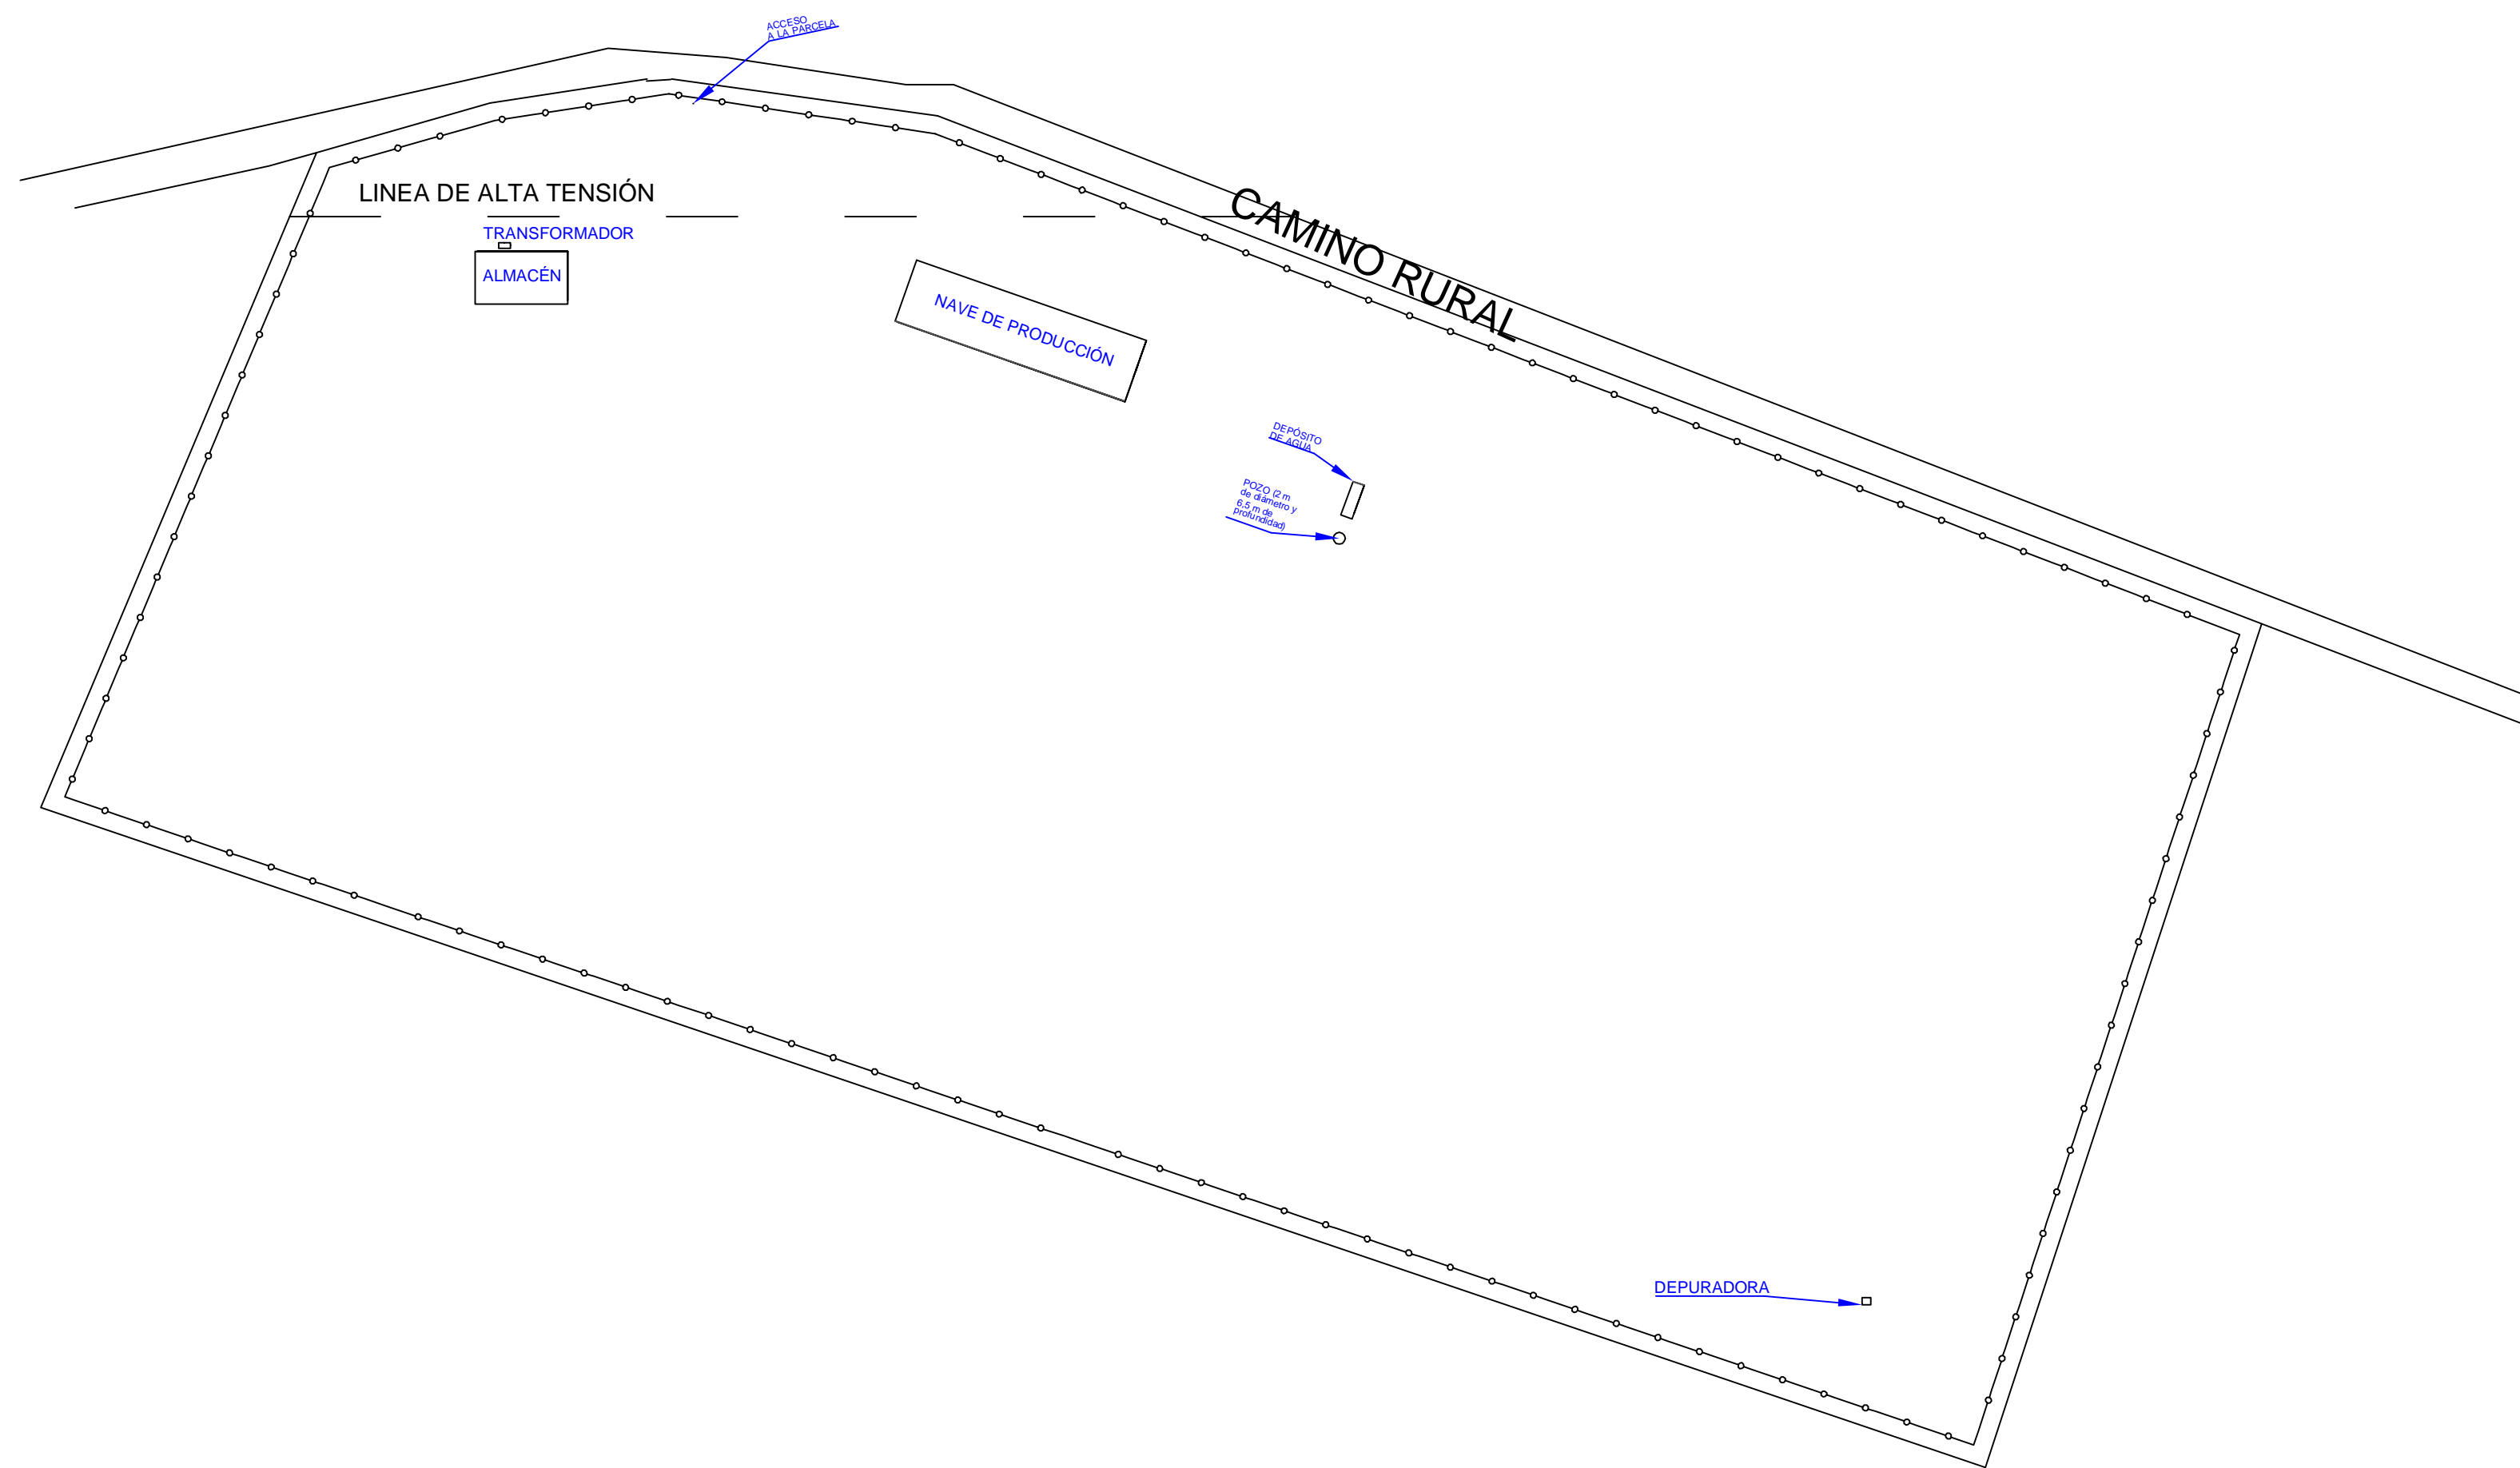 ACCESO
A LA PARCELA
LINEA DE ALTA TENSIÓN
CAMINO RURAL
TRANSFORMADOR
ALMACÉN
NAVE DE PRODUCCIÓN
DEPÓSITO
DE AGUA
POZO (2 m
de diámetro y
6,5 m de
profundidad)
DEPURADORA